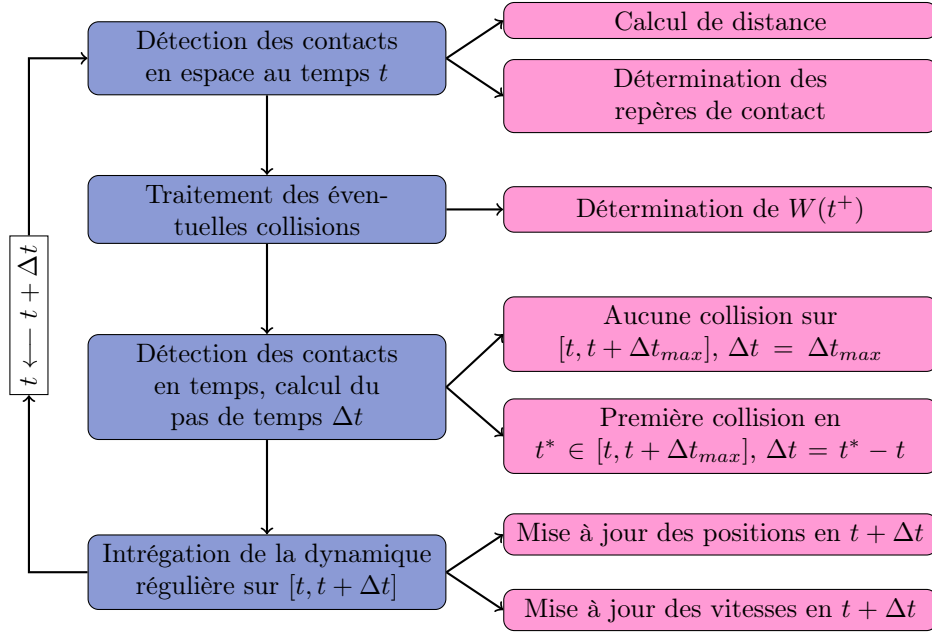 Détection des contacts
en espace au temps t
Calcul de distance
Détermination des
repères de contact
Traitement des éven-
tuelles collisions
Détermination de W(t⁺)
t ⟵ t + Δt
Détection des contacts
en temps, calcul du
pas de temps Δt
Aucune collision sur
[t, t + Δt_max], Δt = Δt_max
Première collision en
t* ∈ [t, t + Δt_max], Δt = t* − t
Intrégation de la dynamique
régulière sur [t, t + Δt]
Mise à jour des positions en t + Δt
Mise à jour des vitesses en t + Δt